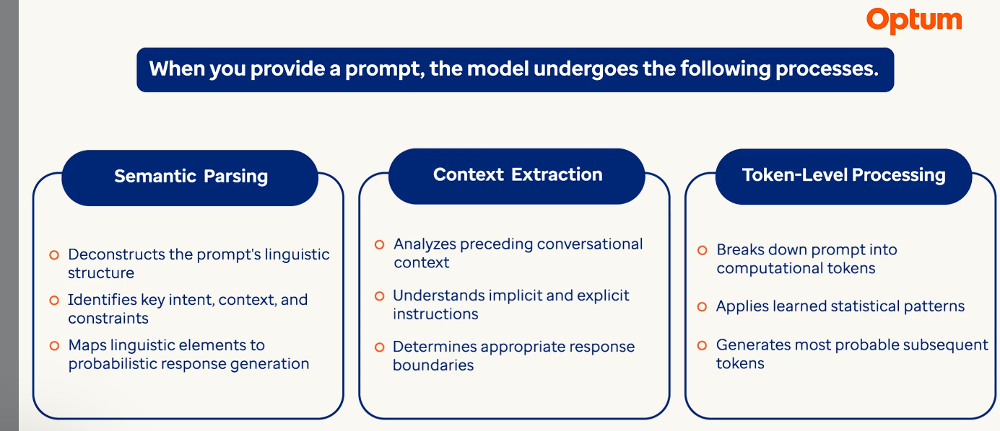 Optum
When you provide a prompt, the model undergoes the following processes.
Semantic Parsing
Deconstructs the prompt's linguistic
structure
Identifies key intent, context, and
constraints
Maps linguistic elements to
probabilistic response generation
Context Extraction
Analyzes preceding conversational
context
Understands implicit and explicit
instructions
Determines appropriate response
boundaries
Token-Level Processing
Breaks down prompt into
computational tokens
Applies learned statistical patterns
Generates most probable subsequent
tokens